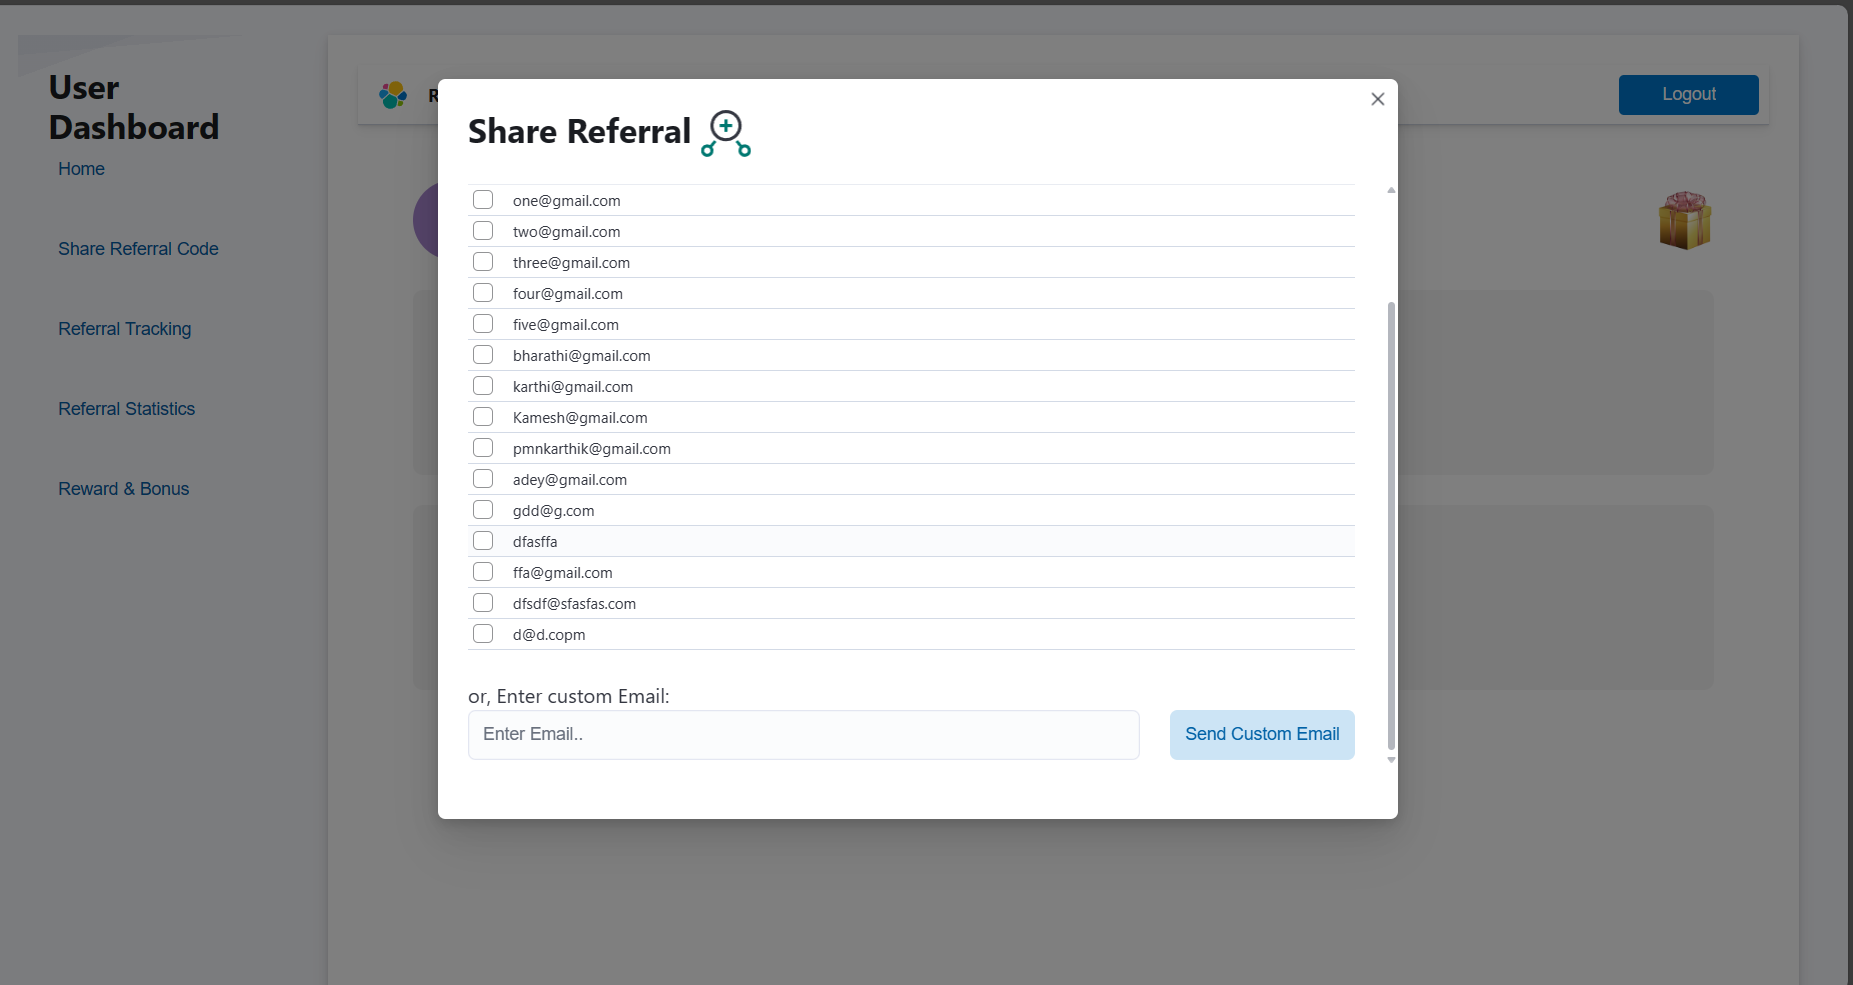 User
Dashboard
Home
Share Referral Code
Referral Tracking
Referral Statistics
Reward & Bonus
R
Logout
Share Referral
one@gmail.com
two@gmail.com
three@gmail.com
four@gmail.com
five@gmail.com
bharathi@gmail.com
karthi@gmail.com
Kamesh@gmail.com
pmnkarthik@gmail.com
adey@gmail.com
gdd@g.com
dfasffa
ffa@gmail.com
dfsdf@sfasfas.com
d@d.copm
or, Enter custom Email:
Enter Email..
Send Custom Email